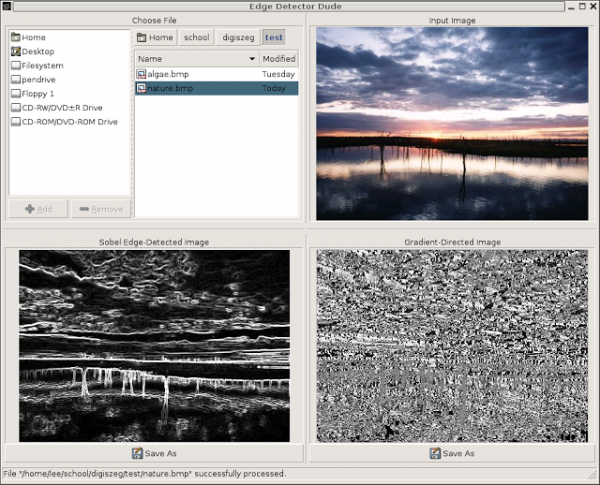 Edge Detector Dude
Choose File
Home
Desktop
Filesystem
pendrive
Floppy 1
CD-RW/DVD±R Drive
CD-ROM/DVD-ROM Drive
Add
Remove
Home school digiszeg test
Name Modified
algae.bmp Tuesday
nature.bmp Today
Input Image
Sobel Edge-Detected Image
Save As
Gradient-Directed Image
Save As
File "/home/lee/school/digiszeg/test/nature.bmp" successfully processed.